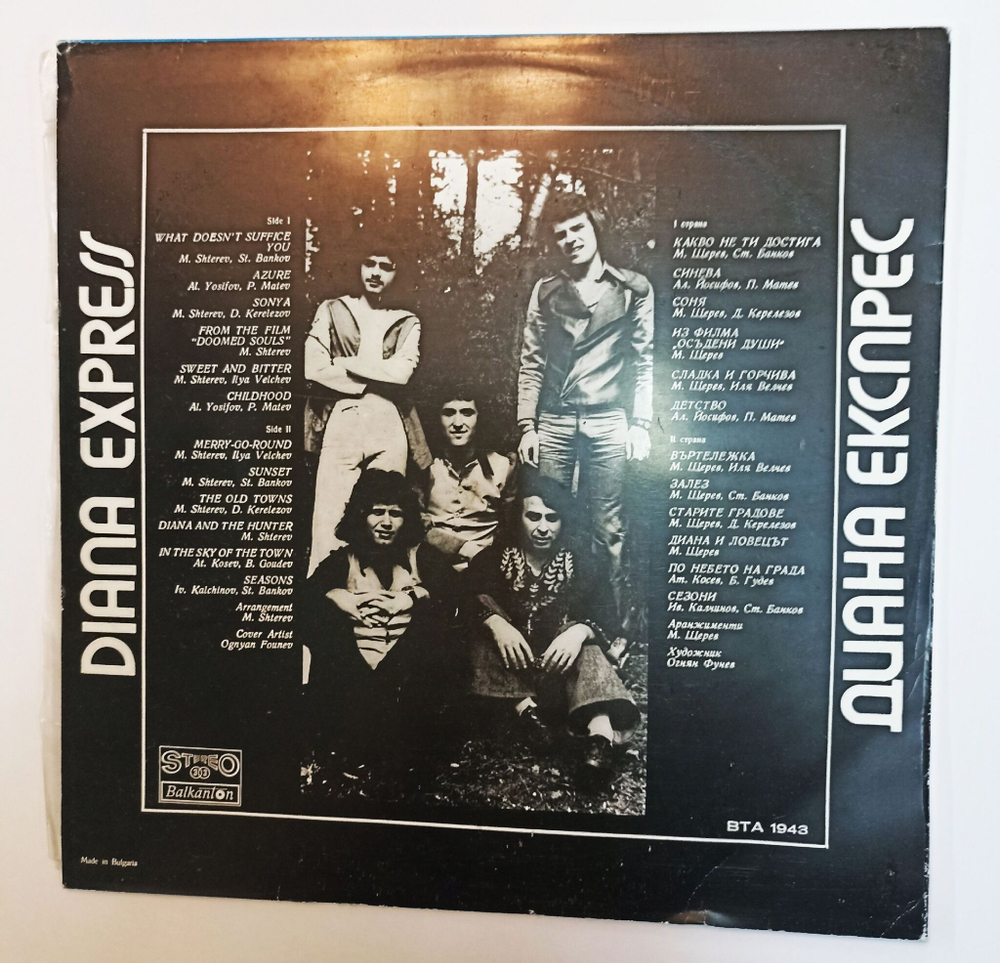 DIANA EXPRESS
Side I
WHAT DOESN'T SUFFICE
YOU
M. Shterev, St. Bankov
AZURE
Al. Yosifov, P. Matev
SONYA
M. Shterev, D. Kerelezov
FROM THE FILM
"DOOMED SOULS"
M. Shterev
SWEET AND BITTER
M. Shterev, Ilya Velchev
CHILDHOOD
Al. Yosifov, P. Matev
Side II
MERRY-GO-ROUND
M. Shterev, Ilya Velchev
SUNSET
M. Shterev, St. Bankov
THE OLD TOWNS
M. Shterev, D. Kerelezov
DIANA AND THE HUNTER
M. Shterev
IN THE SKY OF THE TOWN
At. Kosev, B. Goudev
SEASONS
Iv. Kalchinov, St. Bankov
Arrangement
M. Shterev
Cover Artist
Ognyan Founev
STEREO
33
Balkanton
Made in Bulgaria
I страна
КАКВО НЕ ТИ ДОСТИГА
М. Щерев, Ст. Банков
СИНЕВА
Ал. Йосифов, П. Матев
СОНЯ
М. Щерев, Д. Керелезов
ИЗ ФИЛМА
„ОСЪДЕНИ ДУШИ"
М. Щерев
СЛАДКА И ГОРЧИВА
М. Щерев, Иля Велчев
ДЕТСТВО
Ал. Йосифов, П. Матев
II страна
ВЪРТЕЛЕЖКА
М. Щерев, Иля Велчев
ЗАЛЕЗ
М. Щерев, Ст. Банков
СТАРИТЕ ГРАДОВЕ
М. Щерев, Д. Керелезов
ДИАНА И ЛОВЕЦЪТ
М. Щерев
ПО НЕБЕТО НА ГРАДА
Ат. Косев, Б. Гудев
СЕЗОНИ
Ив. Калчинов, Ст. Банков
Аранжименти
М. Щерев
Художник
Огнян Фунев
BTA 1943
ДИАНА ЕКСПРЕС